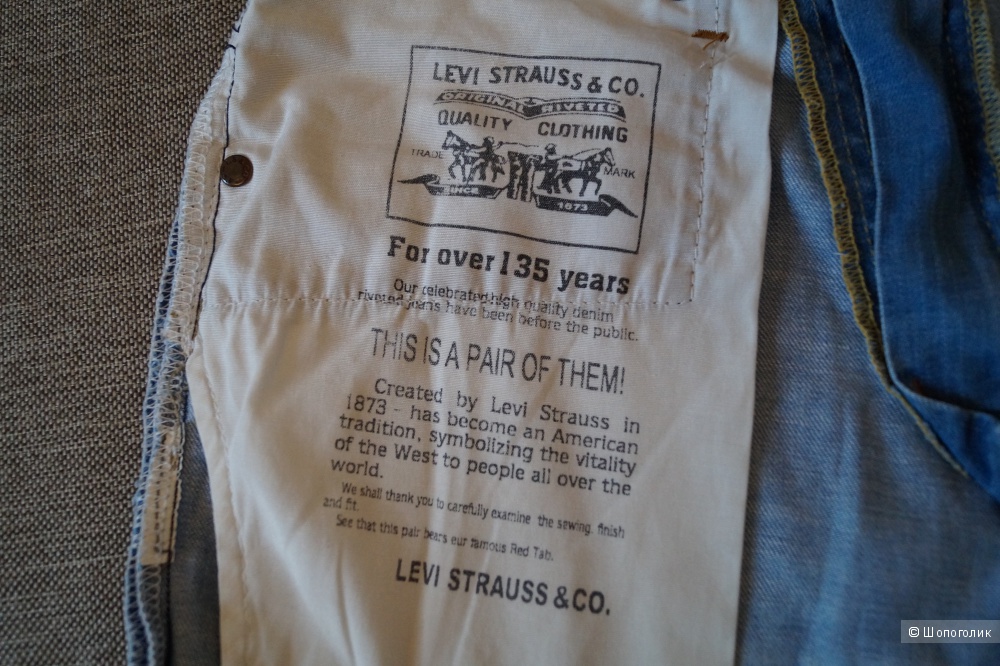 LEVI STRAUSS & CO.
ORIGINAL RIVETED
QUALITY CLOTHING
TRADE MARK
SINCE 1873
For over 135 years
Our celebrated high quality denim
riveted jeans have been before the public.
THIS IS A PAIR OF THEM!
Created by Levi Strauss in
1873 - has become an American
tradition, symbolizing the vitality
of the West to people all over the
world.
We shall thank you to carefully examine the sewing. finish
and fit.
See that this pair bears eur famous Red Tab.
LEVI STRAUSS &CO.
© Шопоголик